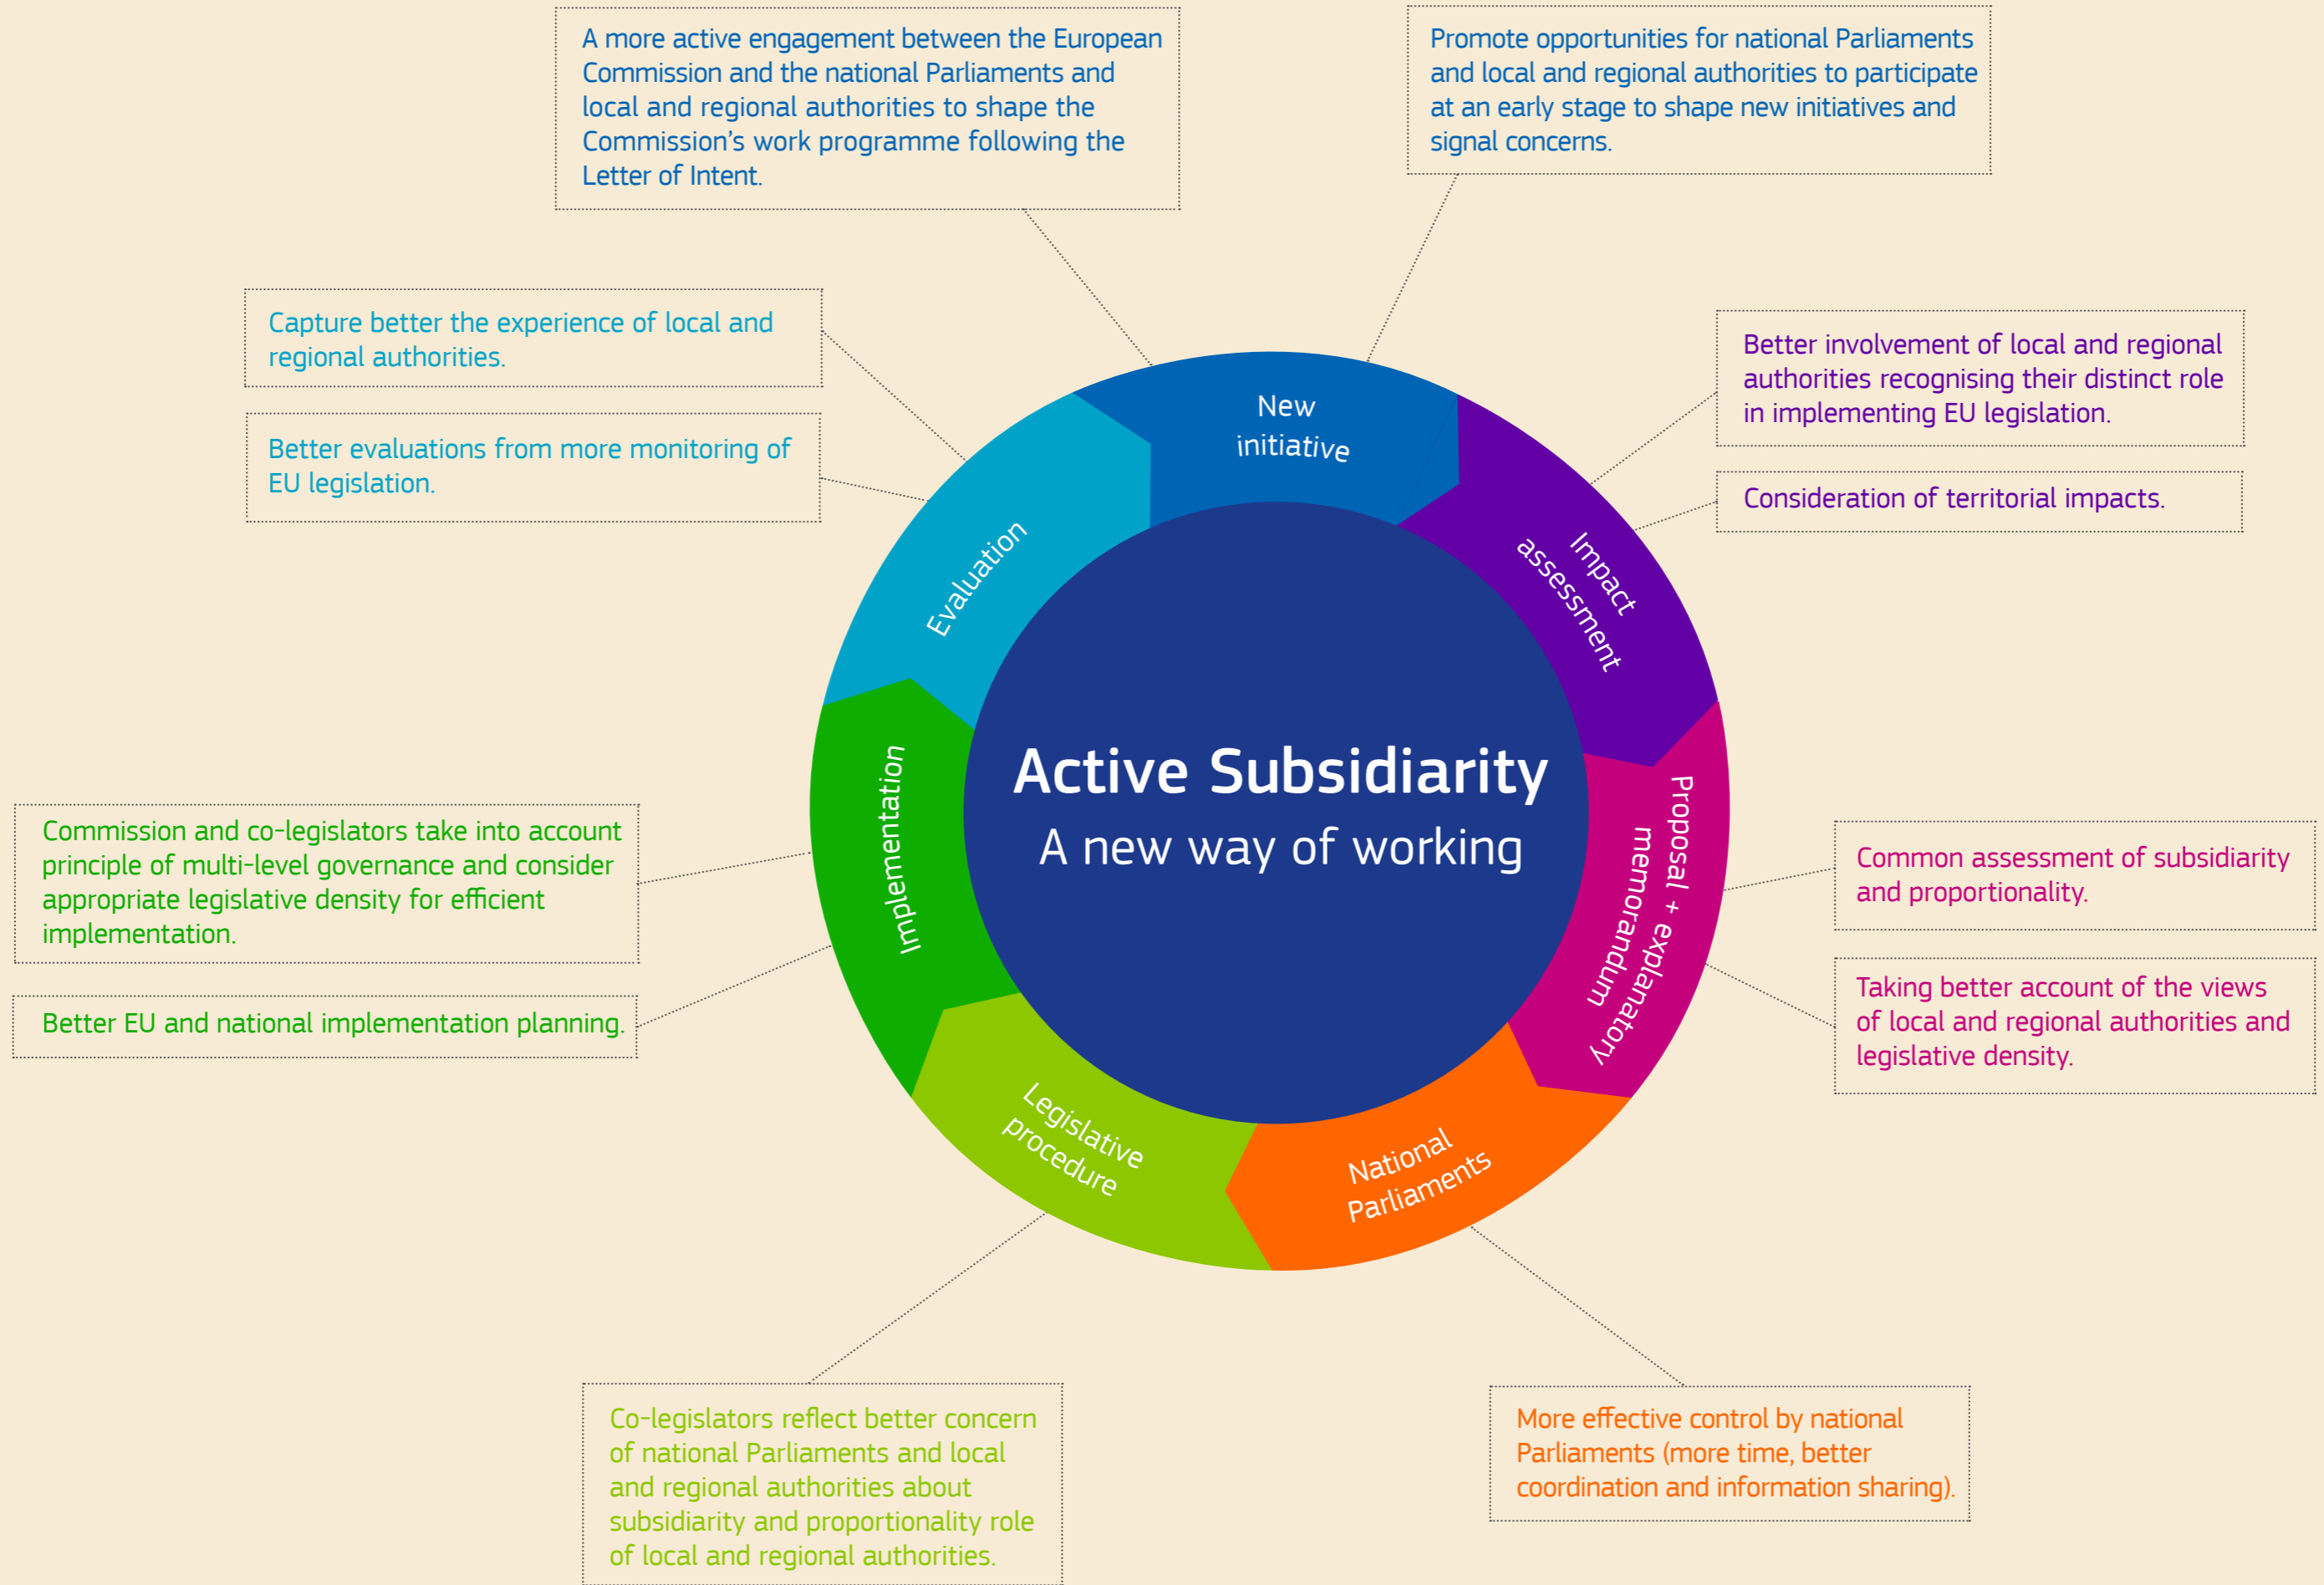 A more active engagement between the European
Commission and the national Parliaments and
local and regional authorities to shape the
Commission's work programme following the
Letter of Intent.
Promote opportunities for national Parliaments
and local and regional authorities to participate
at an early stage to shape new initiatives and
signal concerns.
Capture better the experience of local and
regional authorities.
Better evaluations from more monitoring of
EU legislation.
Better involvement of local and regional
authorities recognising their distinct role
in implementing EU legislation.
Consideration of territorial impacts.
New
initiative
Impact
assessment
Evaluation
Active Subsidiarity
A new way of working
Implementation
Proposal + explanatory
memorandum
Commission and co-legislators take into account
principle of multi-level governance and consider
appropriate legislative density for efficient
implementation.
Better EU and national implementation planning.
Common assessment of subsidiarity
and proportionality.
Taking better account of the views
of local and regional authorities and
legislative density.
Legislative
procedure
National
Parliaments
Co-legislators reflect better concern
of national Parliaments and local
and regional authorities about
subsidiarity and proportionality role
of local and regional authorities.
More effective control by national
Parliaments (more time, better
coordination and information sharing).